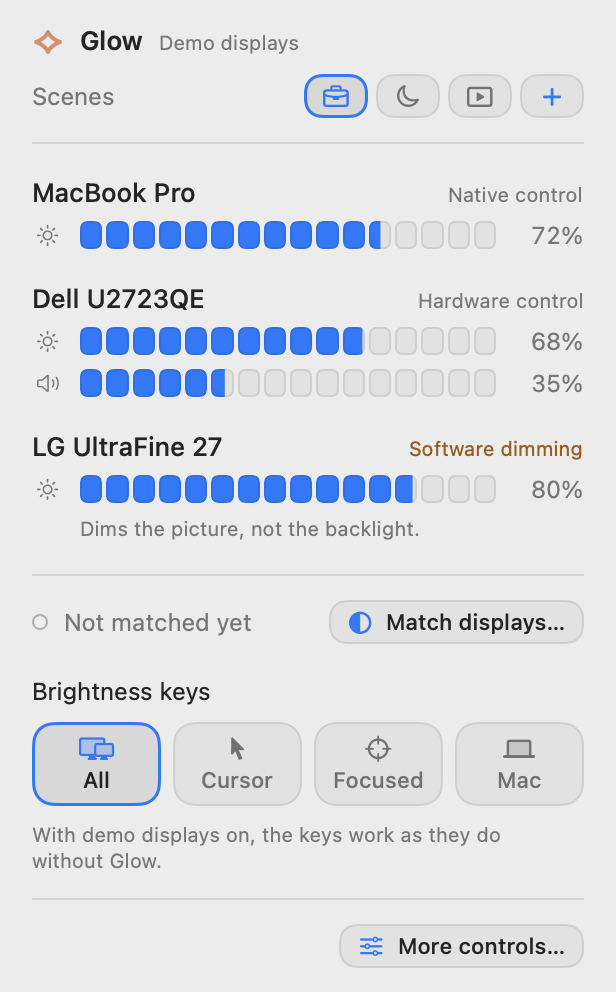 Glow Demo displays
Scenes
MacBook Pro Native control
72%
Dell U2723QE Hardware control
68%
35%
LG UltraFine 27 Software dimming
80%
Dims the picture, not the backlight.
Not matched yet Match displays...
Brightness keys
All Cursor Focused Mac
With demo displays on, the keys work as they do
without Glow.
More controls...